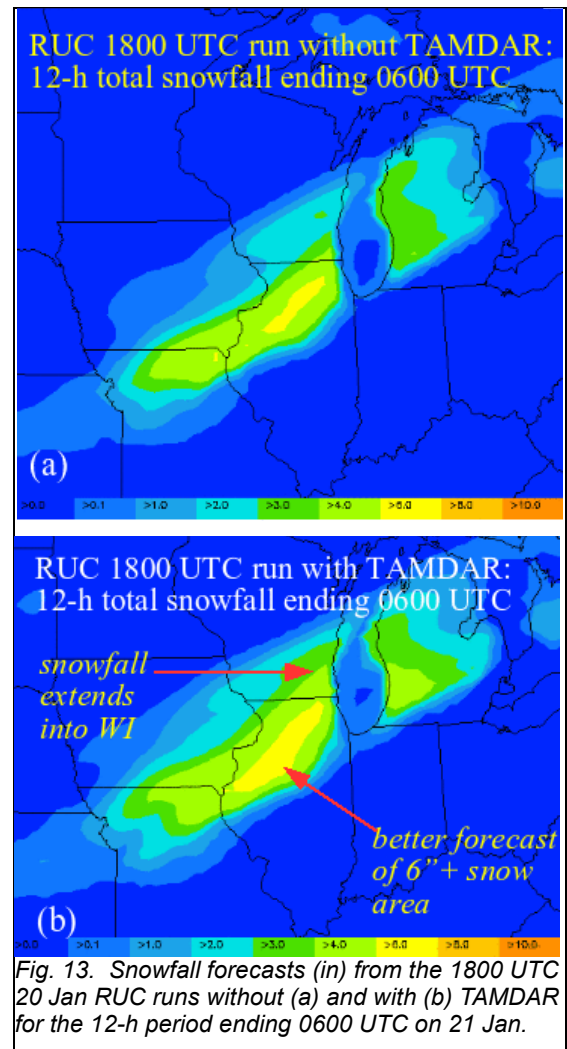 RUC 1800 UTC run without TAMDAR:
12-h total snowfall ending 0600 UTC
(a)
>0.0 >0.1 >1.0 >2.0 >3.0 >4.0 >6.0 >8.0 >10.0
RUC 1800 UTC run with TAMDAR:
12-h total snowfall ending 0600 UTC
snowfall
extends
into WI
better forecast
of 6”+ snow
area
(b)
>0.0 >0.1 >1.0 >2.0 >3.0 >4.0 >6.0 >8.0 >10.0
Fig. 13. Snowfall forecasts (in) from the 1800 UTC
20 Jan RUC runs without (a) and with (b) TAMDAR
for the 12-h period ending 0600 UTC on 21 Jan.